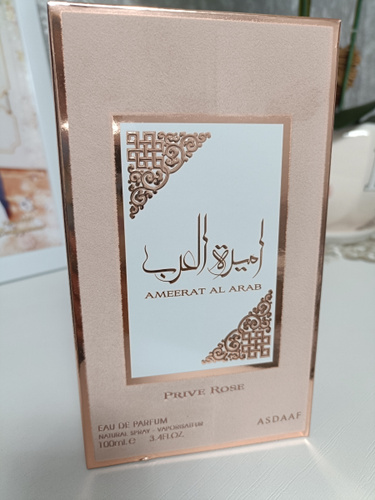 اميرة العرب
AMEERAT AL ARAB
PRIVE ROSE
EAU DE PARFUM
NATURAL SPRAY - VAPORISATEUR
100ml℮ 3.4FL.OZ.
ASDAAF